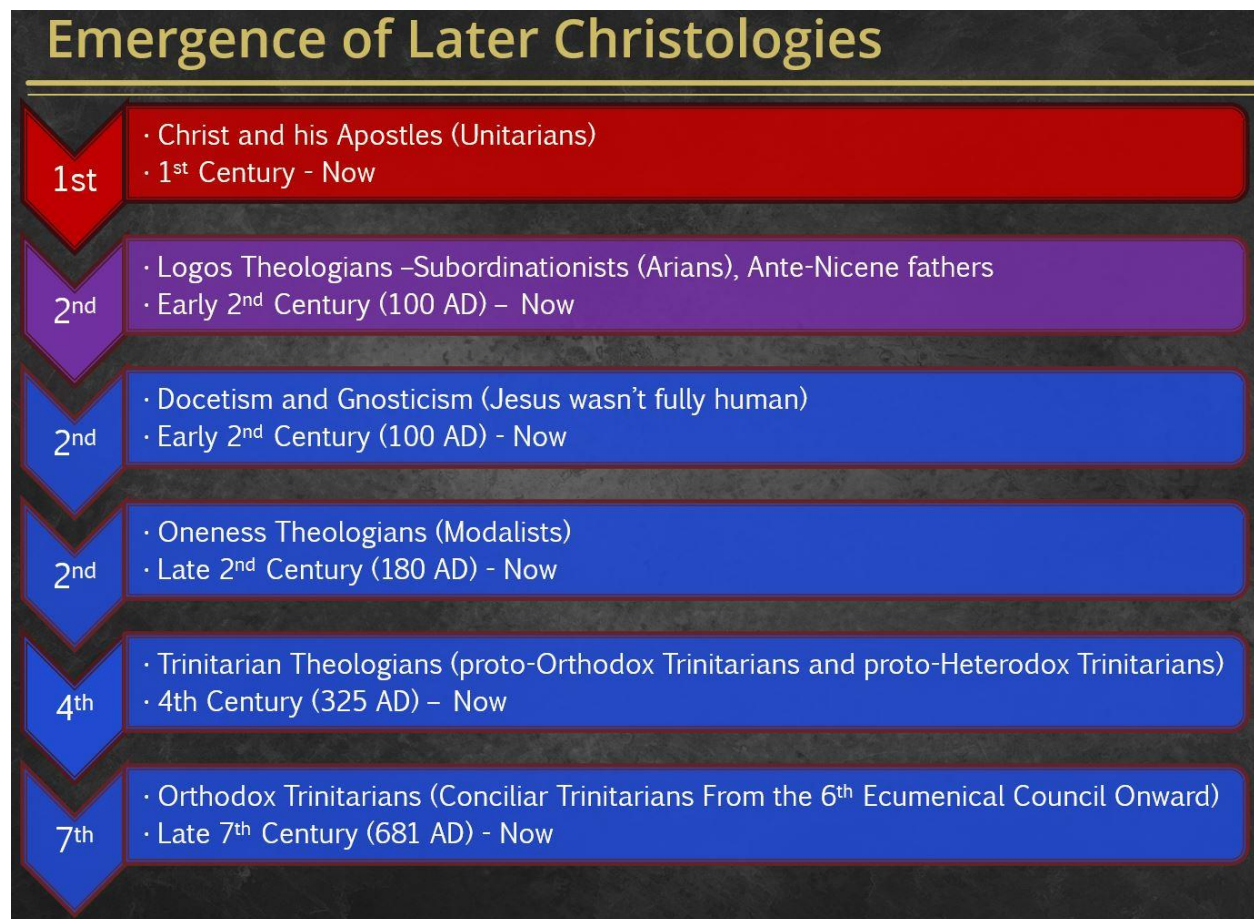 Emergence of Later Christologies
1st
· Christ and his Apostles (Unitarians)
· 1st Century - Now
2nd
· Logos Theologians –Subordinationists (Arians), Ante-Nicene fathers
· Early 2nd Century (100 AD) – Now
2nd
· Docetism and Gnosticism (Jesus wasn’t fully human)
· Early 2nd Century (100 AD) - Now
2nd
· Oneness Theologians (Modalists)
· Late 2nd Century (180 AD) - Now
4th
· Trinitarian Theologians (proto-Orthodox Trinitarians and proto-Heterodox Trinitarians)
· 4th Century (325 AD) – Now
7th
· Orthodox Trinitarians (Conciliar Trinitarians From the 6th Ecumenical Council Onward)
· Late 7th Century (681 AD) - Now